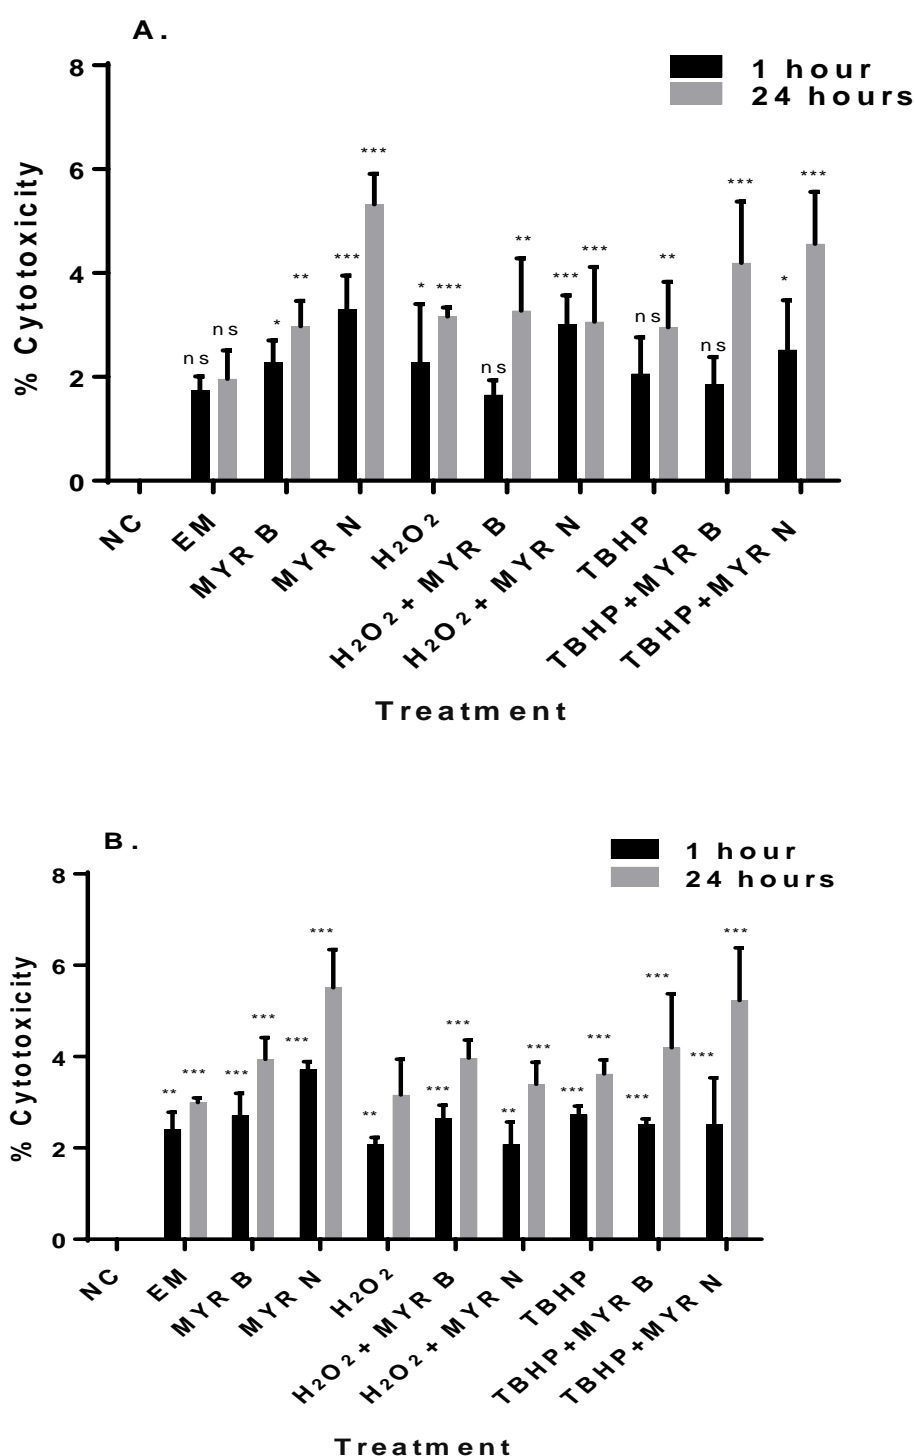 A.
1 hour
24 hours
% Cytotoxicity
8
6
4
2
0
ns
ns
*
**
***
***
*
***
ns
**
***
***
ns
**
ns
***
*
***
NC
EM
MYR B
MYR N
H₂O₂
H₂O₂ + MYR B
H₂O₂ + MYR N
TBHP
TBHP+MYR B
TBHP+MYR N
Treatment
B.
1 hour
24 hours
% Cytotoxicity
8
6
4
2
0
**
***
***
***
***
***
**
***
***
**
***
***
***
***
***
***
***
NC
EM
MYR B
MYR N
H₂O₂
H₂O₂ + MYR B
H₂O₂ + MYR N
TBHP
TBHP+MYR B
TBHP+MYR N
Treatment